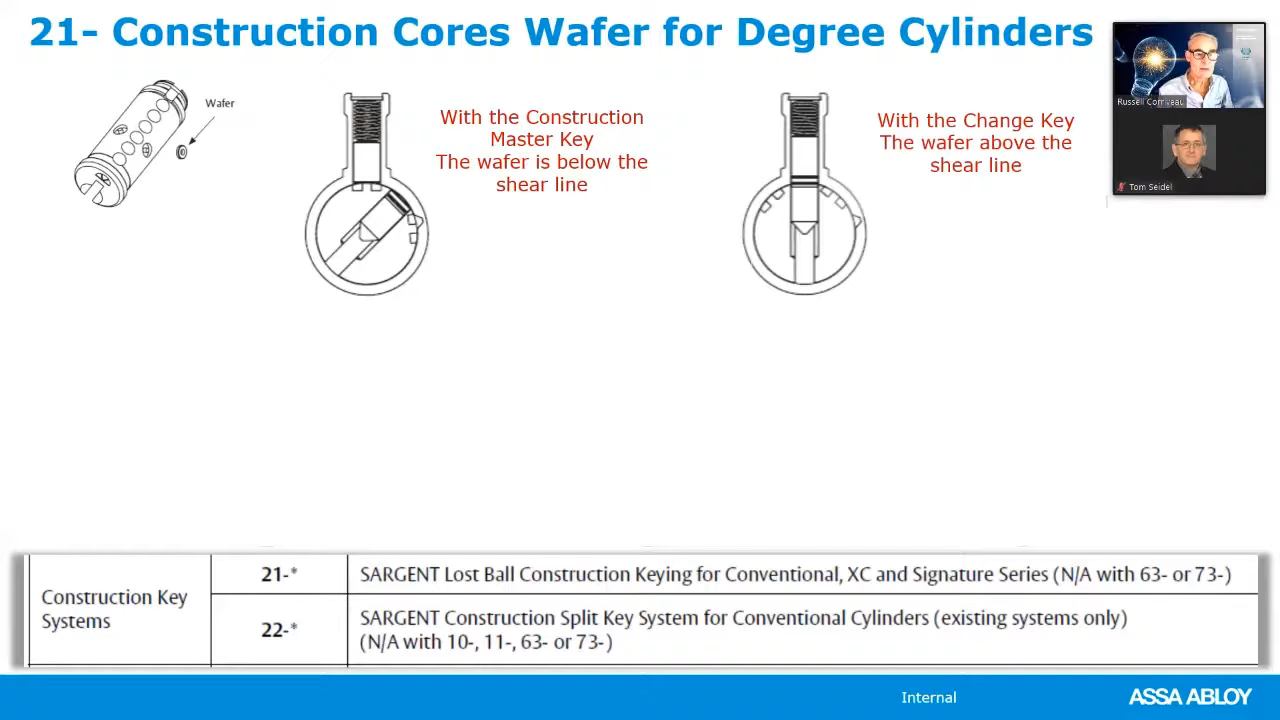 21- Construction Cores Wafer for Degree Cylinders
Wafer
With the Construction
Master Key
The wafer is below the
shear line
With the Change Key
The wafer above the
shear line
Russell Corriveau
Tom Seidel
Construction Key
Systems
21-*
SARGENT Lost Ball Construction Keying for Conventional, XC and Signature Series (N/A with 63- or 73-)
22-*
SARGENT Construction Split Key System for Conventional Cylinders (existing systems only)
(N/A with 10-, 11-, 63- or 73-)
Internal
ASSA ABLOY